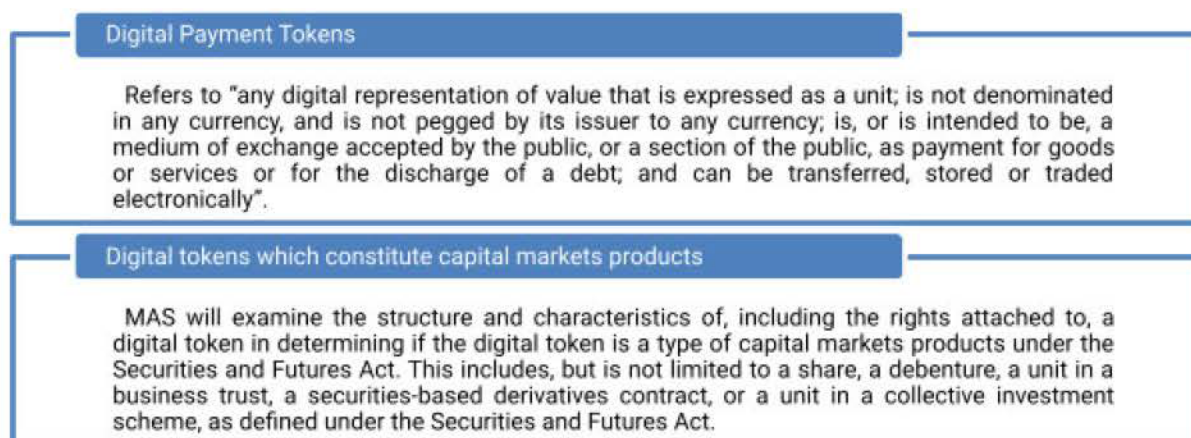 Digital Payment Tokens
Refers to “any digital representation of value that is expressed as a unit; is not denominated
in any currency, and is not pegged by its issuer to any currency; is, or is intended to be, a
medium of exchange accepted by the public, or a section of the public, as payment for goods
or services or for the discharge of a debt; and can be transferred, stored or traded
electronically”.
Digital tokens which constitute capital markets products
MAS will examine the structure and characteristics of, including the rights attached to, a
digital token in determining if the digital token is a type of capital markets products under the
Securities and Futures Act. This includes, but is not limited to a share, a debenture, a unit in a
business trust, a securities-based derivatives contract, or a unit in a collective investment
scheme, as defined under the Securities and Futures Act.